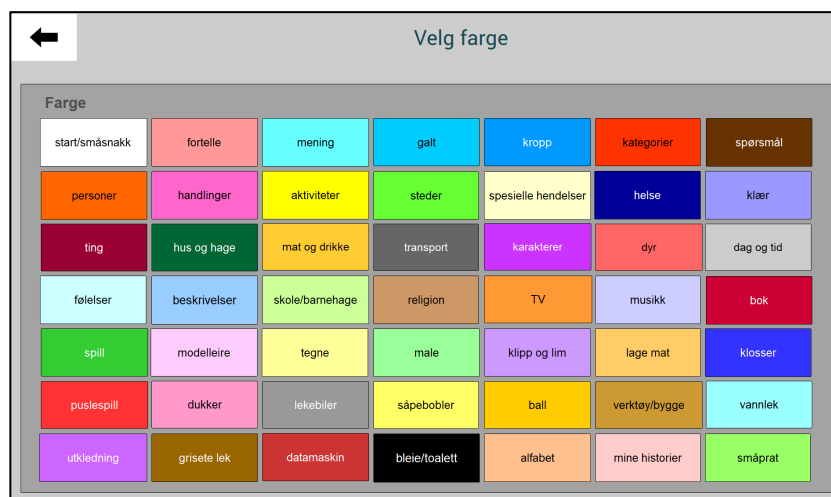 Velg farge
Farge
start/småsnakk fortelle mening galt kropp kategorier spørsmål
personer handlinger aktiviteter steder spesielle hendelser helse klær
ting hus og hage mat og drikke transport karakterer dyr dag og tid
følelser beskrivelser skole/barnehage religion TV musikk bok
spill modelleire tegne male klipp og lim lage mat klosser
puslespill dukker lekebiler såpebobler ball verktøy/bygge vannlek
utkledning grisete lek datamaskin bleie/toalett alfabet mine historier småprat